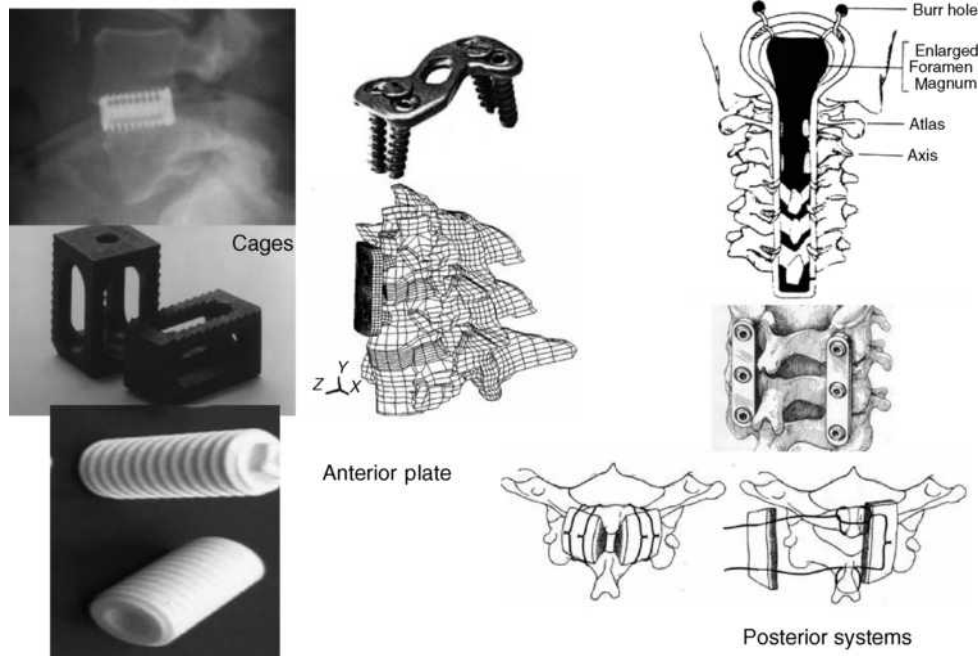 Cages
Z
Y
X
Anterior plate
Burr hole
Enlarged
Foramen
Magnum
Atlas
Axis
Posterior systems